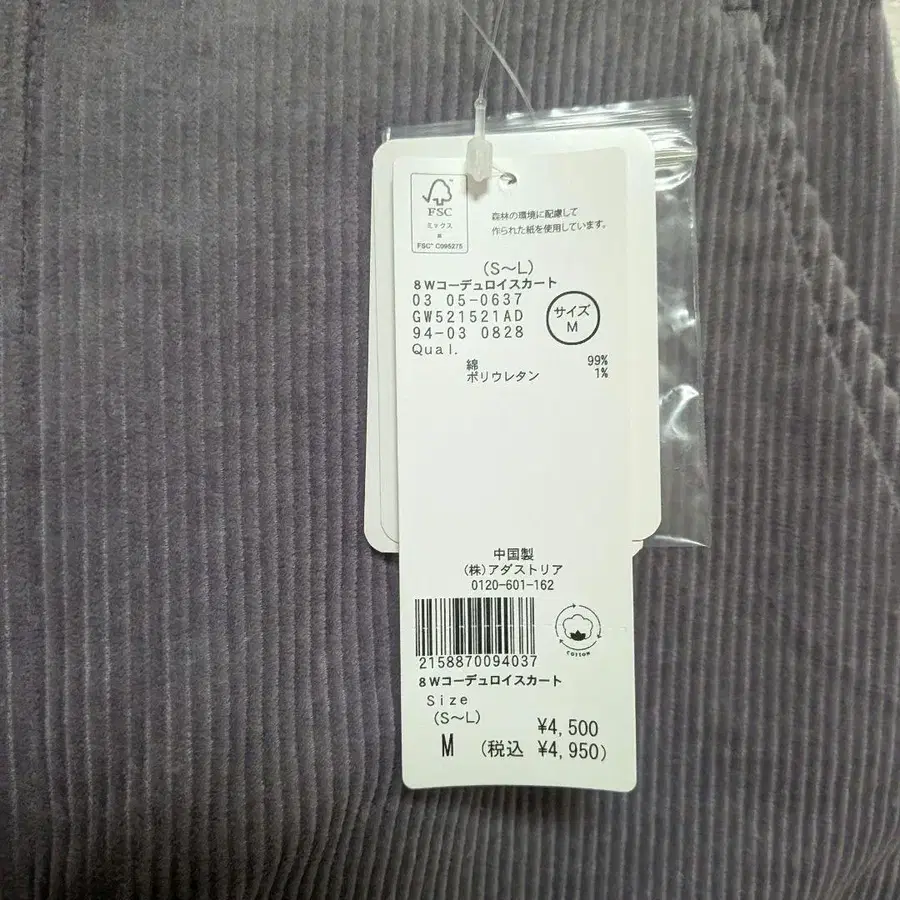 FSC™
ミックス
紙
FSC™ C095275
森林の環境に配慮して
作られた紙を使用しています。
(S～L)
8Wコーデュロイスカート
03 05-0637
GW521521AD
94-03 0828
サイズ
M
Qual.
綿 99%
ポリウレタン 1%
中国製
(株)アダストリア
0120-601-162
2158870094037
COTTON
8Wコーデュロイスカート
Size
(S～L)
¥4,500
M (税込 ¥4,950)